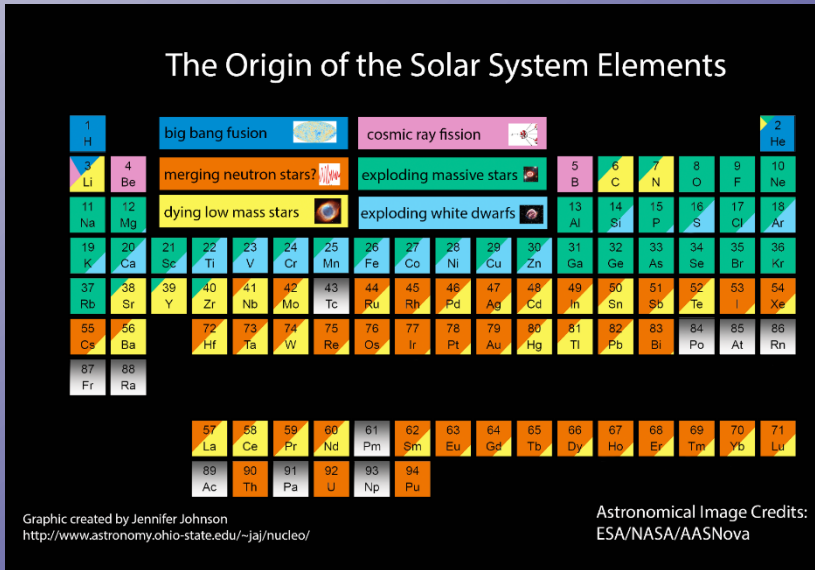 The Origin of the Solar System Elements
1
H
big bang fusion
cosmic ray fission
2
He
3
Li
4
Be
merging neutron stars?
exploding massive stars
5
B
6
C
7
N
8
O
9
F
10
Ne
11
Na
12
Mg
dying low mass stars
exploding white dwarfs
13
Al
14
Si
15
P
16
S
17
Cl
18
Ar
19
K
20
Ca
21
Sc
22
Ti
23
V
24
Cr
25
Mn
26
Fe
27
Co
28
Ni
29
Cu
30
Zn
31
Ga
32
Ge
33
As
34
Se
35
Br
36
Kr
37
Rb
38
Sr
39
Y
40
Zr
41
Nb
42
Mo
43
Tc
44
Ru
45
Rh
46
Pd
47
Ag
48
Cd
49
In
50
Sn
51
Sb
52
Te
53
I
54
Xe
55
Cs
56
Ba
72
Hf
73
Ta
74
W
75
Re
76
Os
77
Ir
78
Pt
79
Au
80
Hg
81
Tl
82
Pb
83
Bi
84
Po
85
At
86
Rn
87
Fr
88
Ra
57
La
58
Ce
59
Pr
60
Nd
61
Pm
62
Sm
63
Eu
64
Gd
65
Tb
66
Dy
67
Ho
68
Er
69
Tm
70
Yb
71
Lu
89
Ac
90
Th
91
Pa
92
U
93
Np
94
Pu
Graphic created by Jennifer Johnson
http://www.astronomy.ohio-state.edu/~jaj/nucleo/
Astronomical Image Credits:
ESA/NASA/AASNova